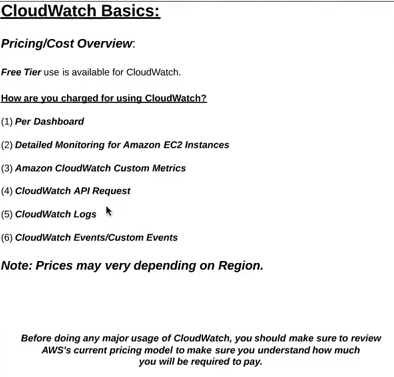 CloudWatch Basics:
Pricing/Cost Overview:
Free Tier use is available for CloudWatch.
How are you charged for using CloudWatch?
(1) Per Dashboard
(2) Detailed Monitoring for Amazon EC2 Instances
(3) Amazon CloudWatch Custom Metrics
(4) CloudWatch API Request
(5) CloudWatch Logs
(6) CloudWatch Events/Custom Events
Note: Prices may very depending on Region.
Before doing any major usage of CloudWatch, you should make sure to review
AWS's current pricing model to make sure you understand how much
you will be required to pay.